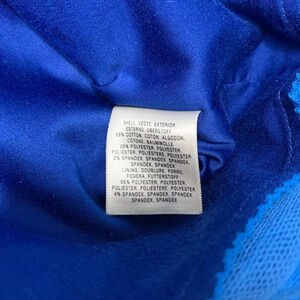 SHELL, VESTE, EXTERIOR,
ESTERNO, OBERSTOFF
69% COTTON, COTON, ALGODON,
COTONE, BAUMWOLLE
29% POLYESTER, POLYESTER,
POLIESTER, POLIESTERE, POLYESTER
2% SPANDEX, SPANDEX, SPANDEX,
SPANDEX, SPANDEX
LINING, DOUBLURE, FORRO,
FODERA, FUTTER
96% POLYESTER, POLYESTER,
POLIESTER, POLIESTERE, POLYESTER
4% SPANDEX, SPANDEX, SPANDEX,
SPANDEX, SPANDEX